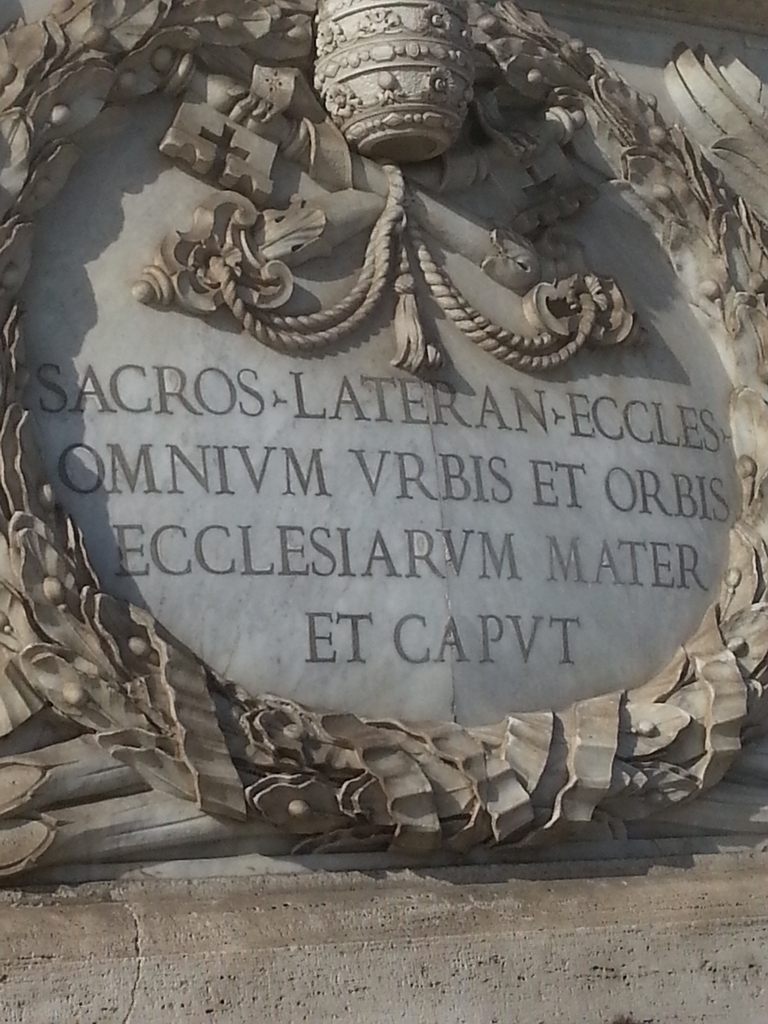 SACROS · LATERAN · ECCLES ·
OMNIVM VRBIS ET ORBIS
ECCLESIARVM MATER
ET CAPVT